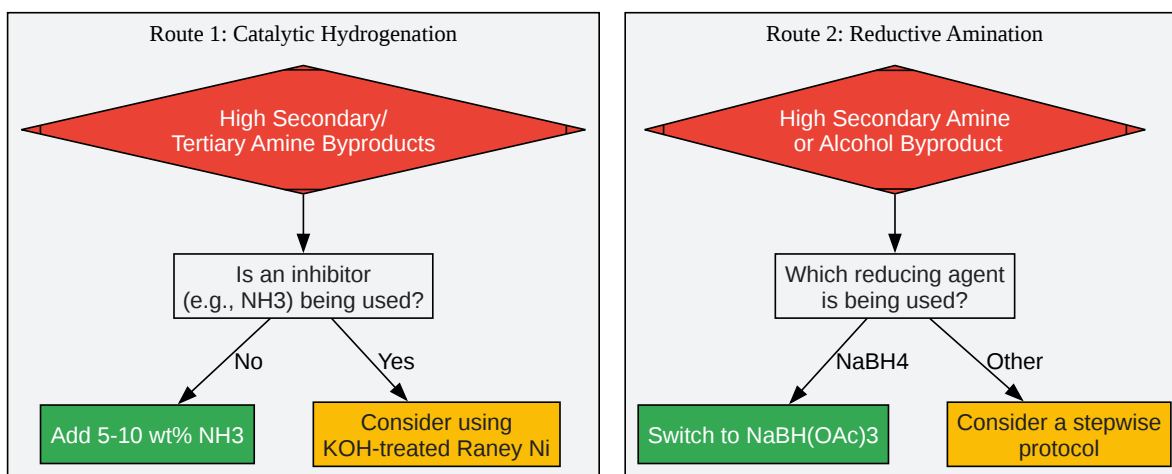 Route 1: Catalytic Hydrogenation
High Secondary/
Tertiary Amine Byproducts
Is an inhibitor
(e.g., NH3) being used?
No
Yes
Add 5-10 wt% NH3
Consider using
KOH-treated Raney Ni
Route 2: Reductive Amination
High Secondary Amine
or Alcohol Byproduct
Which reducing agent
is being used?
NaBH4
Other
Switch to NaBH(OAc)3
Consider a stepwise
protocol